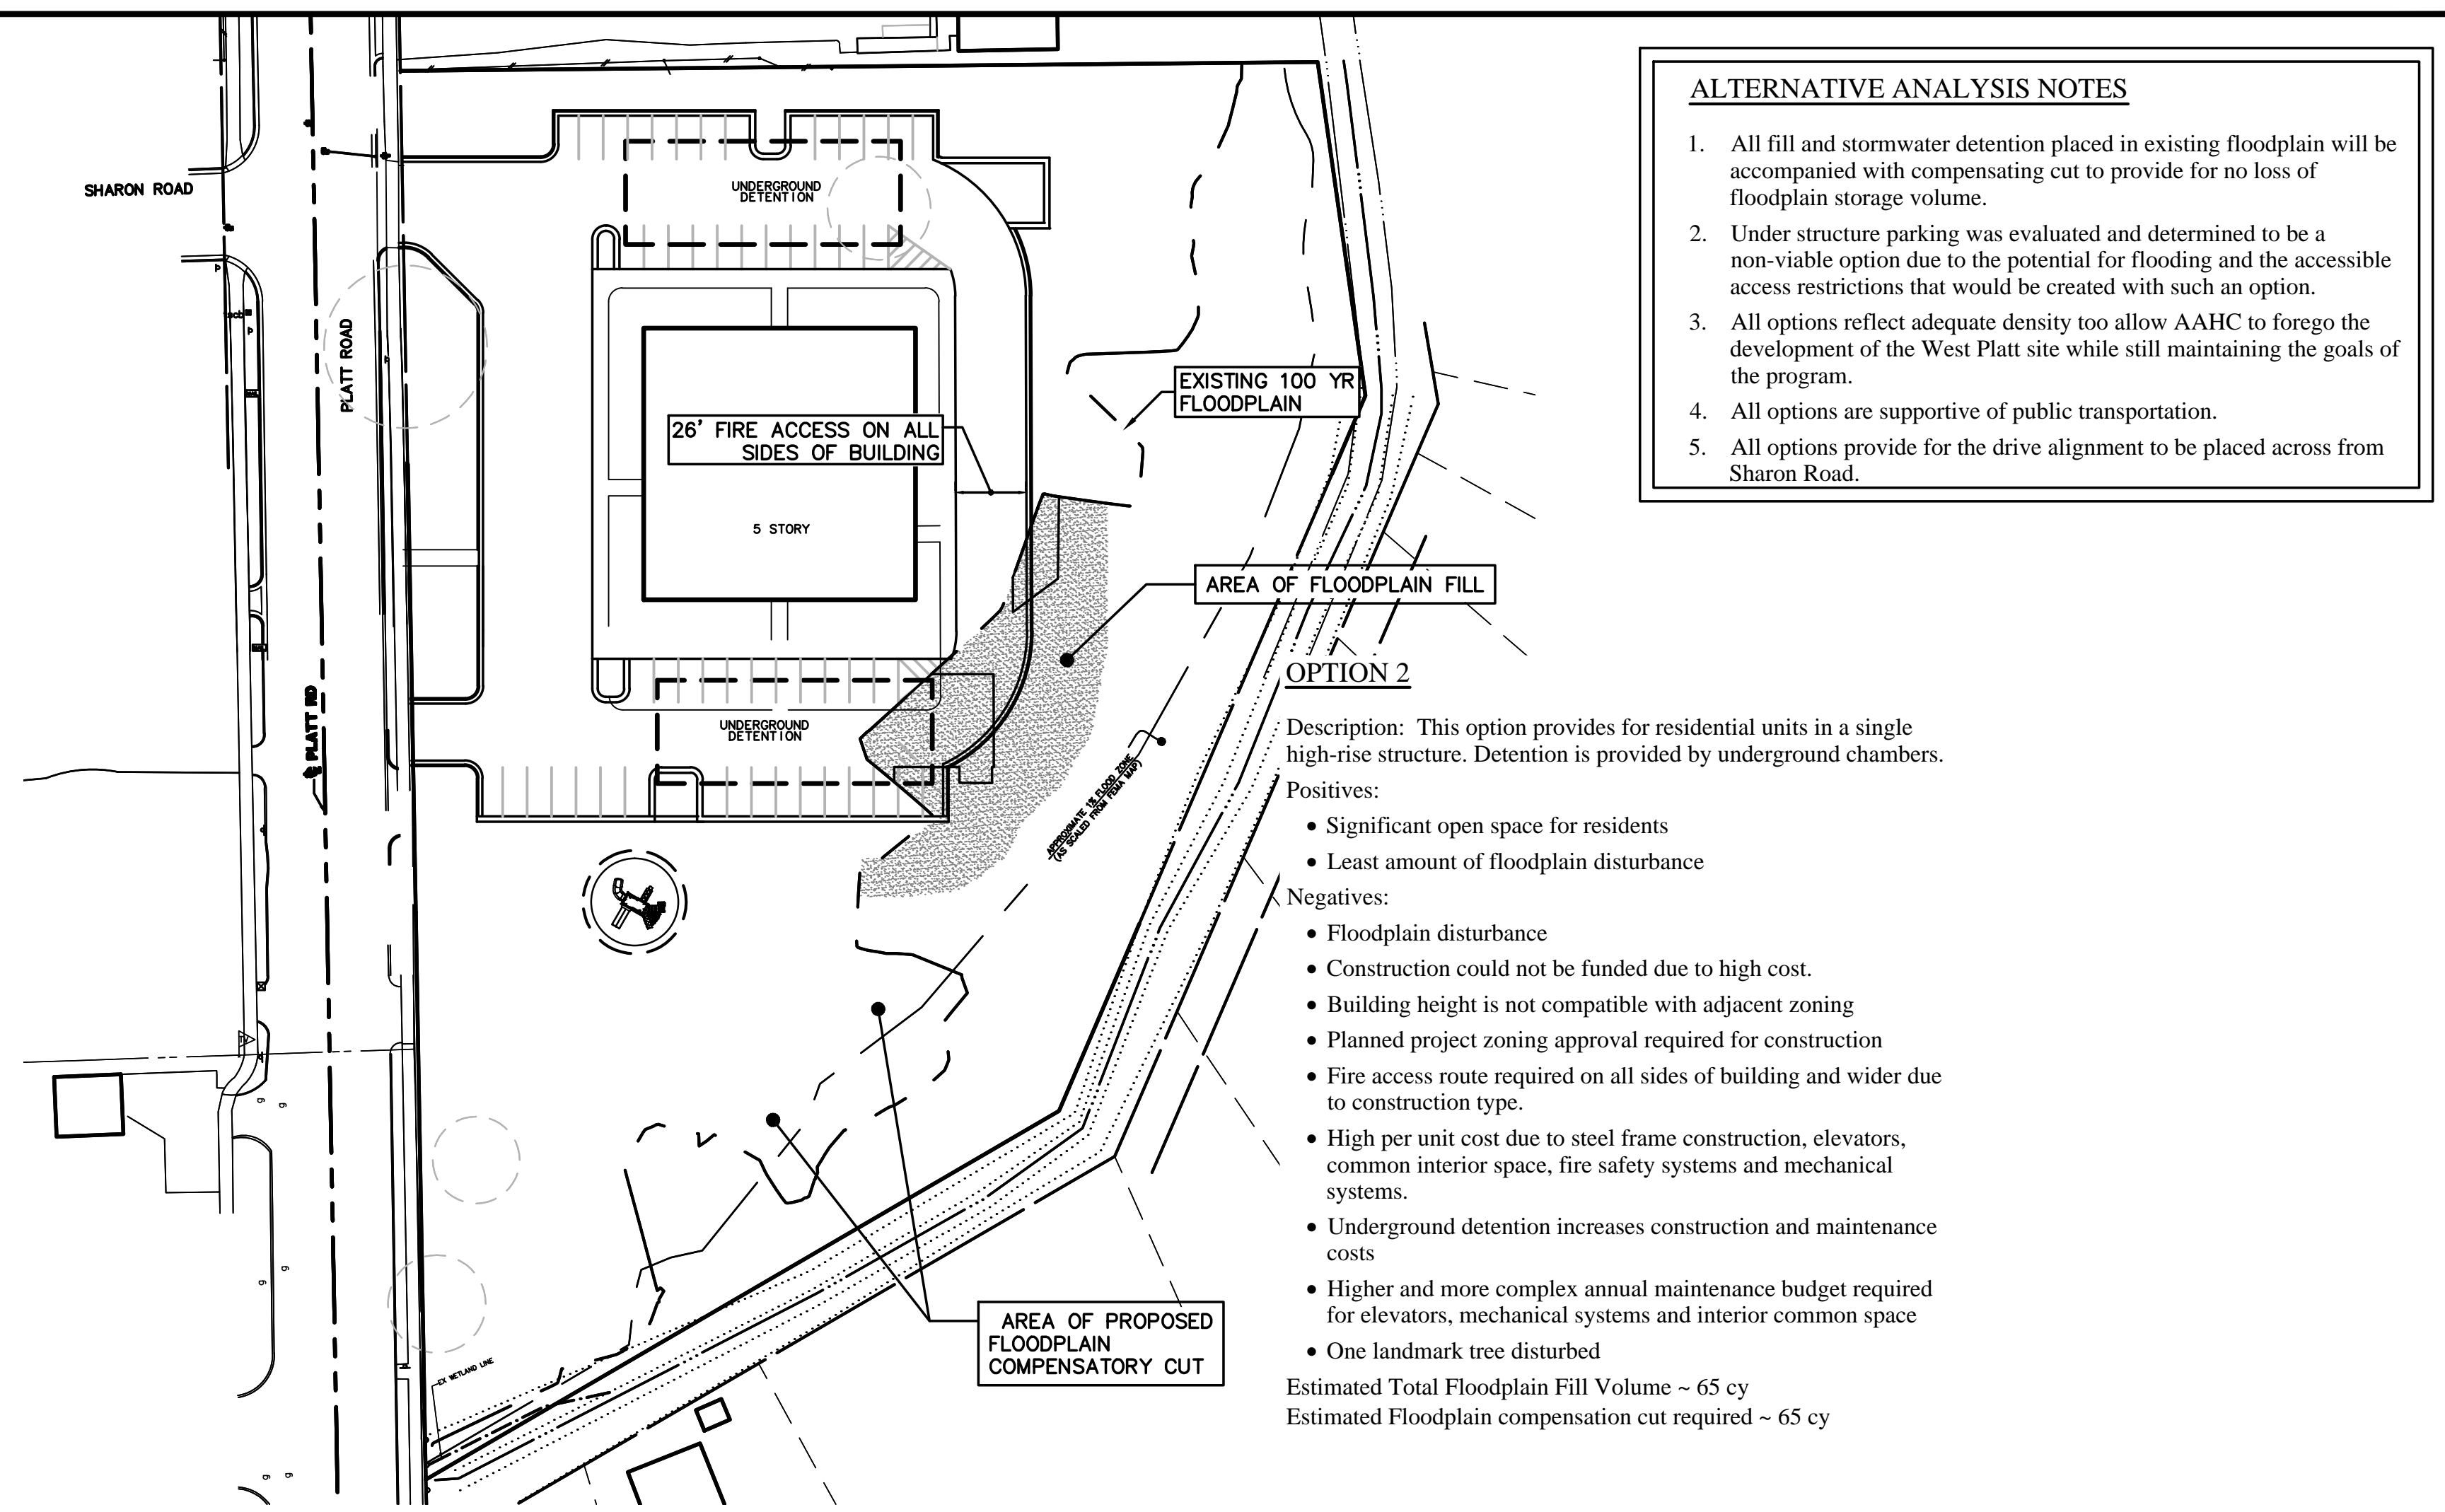 SHARON ROAD
PLATT ROAD
℄ PLATT RD
UNDERGROUND
DETENTION
26' FIRE ACCESS ON ALL
SIDES OF BUILDING
5 STORY
UNDERGROUND
DETENTION
EXISTING 100 YR
FLOODPLAIN
AREA OF FLOODPLAIN FILL
APPROXIMATE 1% FLOOD ZONE
(AS SCALED FROM FEMA MAP)
AREA OF PROPOSED
FLOODPLAIN
COMPENSATORY CUT
EX WETLAND LINE
TV
ALTERNATIVE ANALYSIS NOTES
1. All fill and stormwater detention placed in existing floodplain will be
accompanied with compensating cut to provide for no loss of
floodplain storage volume.
2. Under structure parking was evaluated and determined to be a
non-viable option due to the potential for flooding and the accessible
access restrictions that would be created with such an option.
3. All options reflect adequate density too allow AAHC to forego the
development of the West Platt site while still maintaining the goals of
the program.
4. All options are supportive of public transportation.
5. All options provide for the drive alignment to be placed across from
Sharon Road.
OPTION 2
Description: This option provides for residential units in a single
high-rise structure. Detention is provided by underground chambers.
Positives:
• Significant open space for residents
• Least amount of floodplain disturbance
Negatives:
• Floodplain disturbance
• Construction could not be funded due to high cost.
• Building height is not compatible with adjacent zoning
• Planned project zoning approval required for construction
• Fire access route required on all sides of building and wider due
to construction type.
• High per unit cost due to steel frame construction, elevators,
common interior space, fire safety systems and mechanical
systems.
• Underground detention increases construction and maintenance
costs
• Higher and more complex annual maintenance budget required
for elevators, mechanical systems and interior common space
• One landmark tree disturbed
Estimated Total Floodplain Fill Volume ~ 65 cy
Estimated Floodplain compensation cut required ~ 65 cy